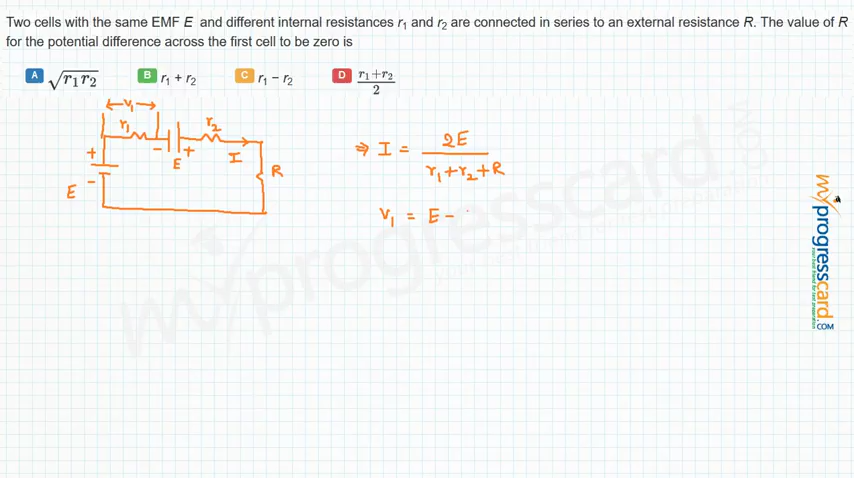 Two cells with the same EMF E and different internal resistances r₁ and r₂ are connected in series to an external resistance R. The value of R
for the potential difference across the first cell to be zero is
A √r₁r₂ B r₁ + r₂ C r₁ − r₂ D (r₁+r₂)/2
V₁
r₁
r₂
+
−
E
+
I
R
−
E
⇒ I = 2E/(r₁+r₂+R)
V₁ = E −
myprogresscard
.COM
myprogresscard